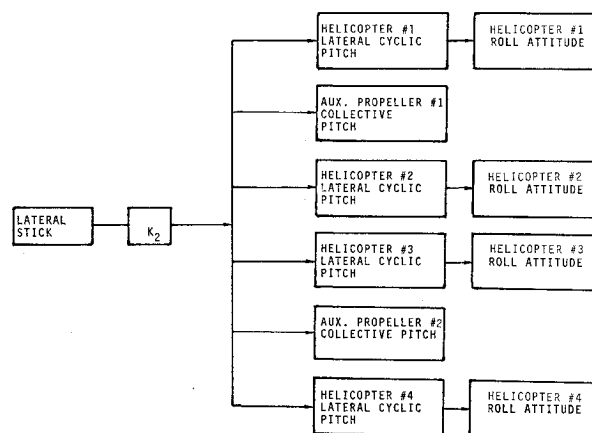 HELICOPTER #1
LATERAL CYCLIC
PITCH
HELICOPTER #1
ROLL ATTITUDE
AUX. PROPELLER #1
COLLECTIVE
PITCH
HELICOPTER #2
LATERAL CYCLIC
PITCH
HELICOPTER #2
ROLL ATTITUDE
LATERAL
STICK
K2
HELICOPTER #3
LATERAL CYCLIC
PITCH
HELICOPTER #3
ROLL ATTITUDE
AUX. PROPELLER #2
COLLECTIVE PITCH
HELICOPTER #4
LATERAL CYCLIC
PITCH
HELICOPTER #4
ROLL ATTITUDE